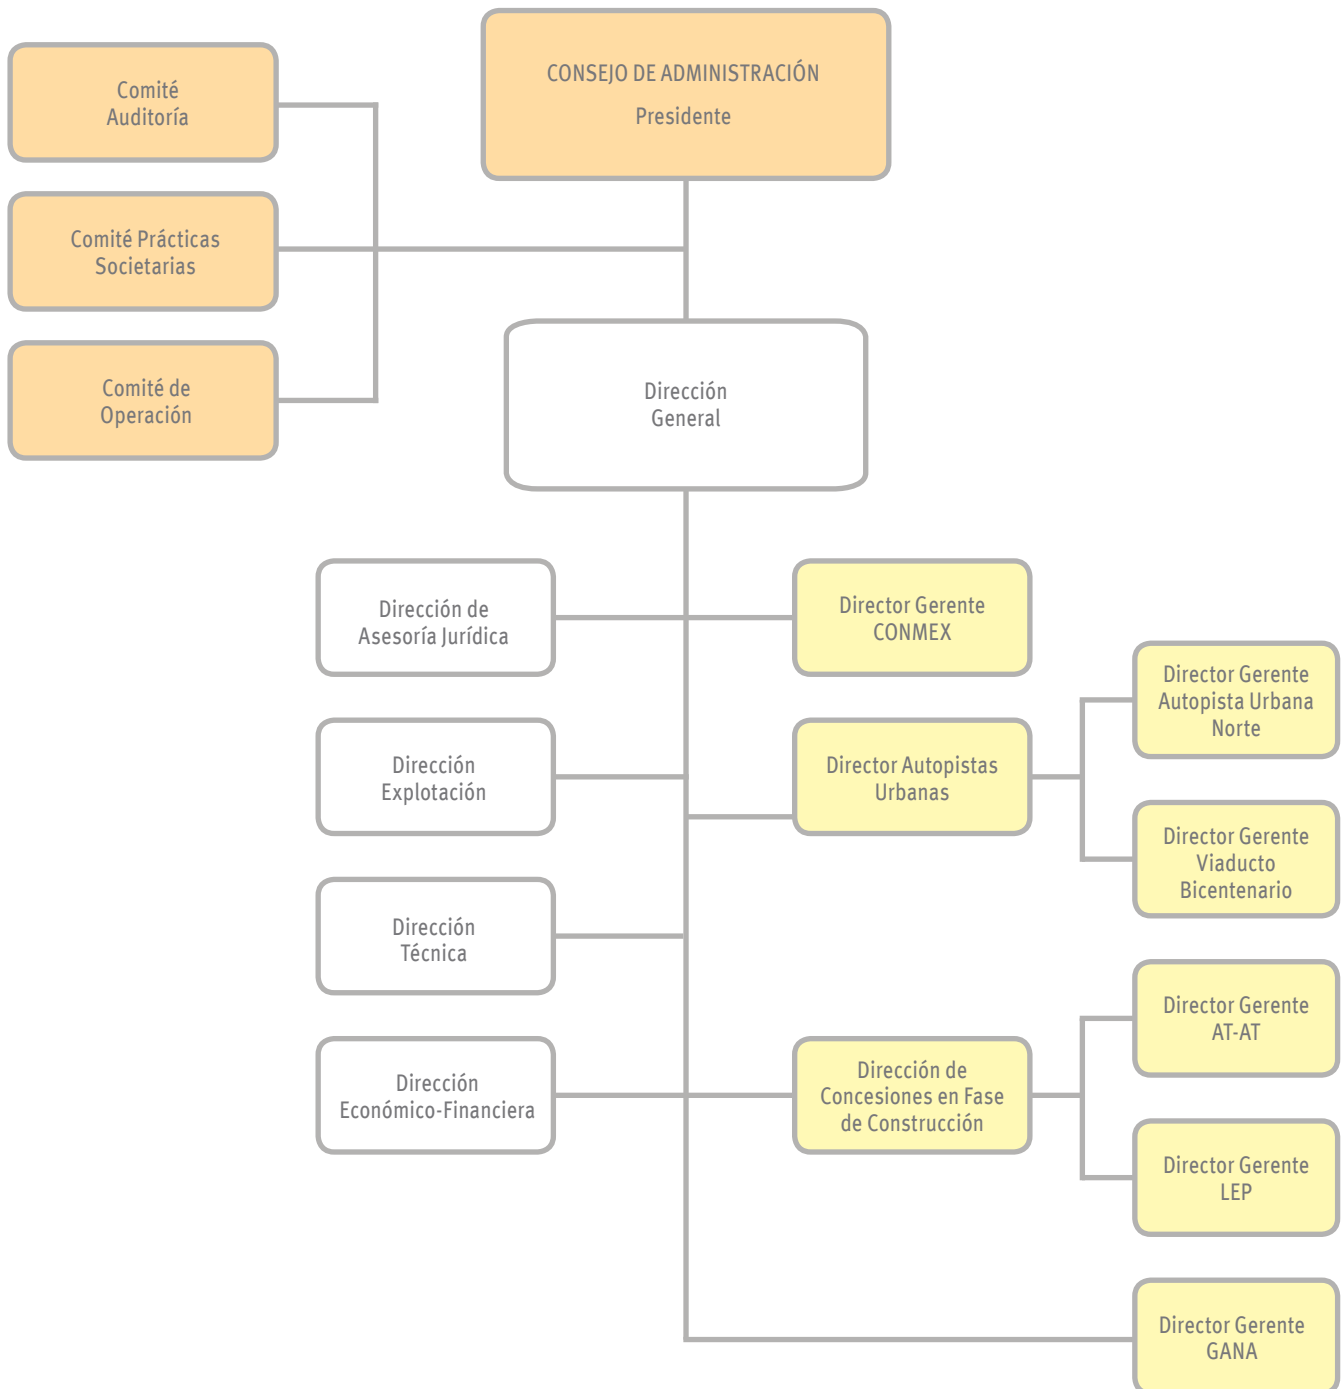 CONSEJO DE ADMINISTRACIÓN
Presidente
Comité
Auditoría
Comité Prácticas
Societarias
Comité de
Operación
Dirección
General
Dirección de
Asesoría Jurídica
Director Gerente
CONMEX
Dirección
Explotación
Director Autopistas
Urbanas
Director Gerente
Autopista Urbana
Norte
Director Gerente
Viaducto
Bicentenario
Dirección
Técnica
Dirección
Económico-Financiera
Dirección de
Concesiones en Fase
de Construcción
Director Gerente
AT-AT
Director Gerente
LEP
Director Gerente
GANA